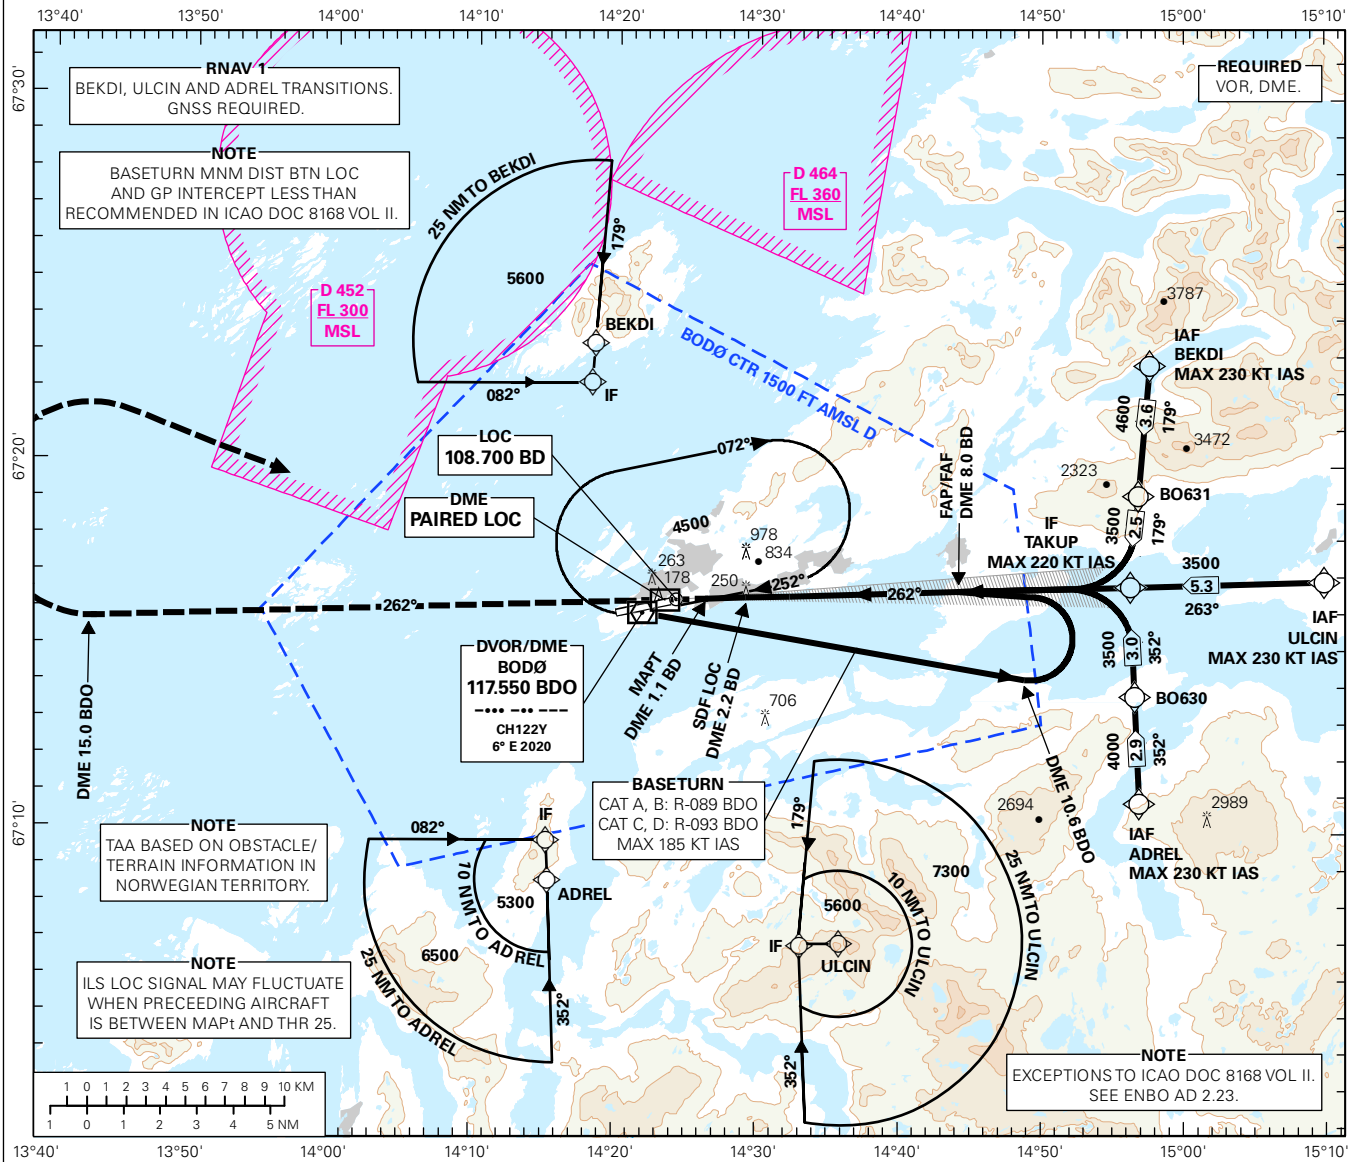 13°40' 13°50' 14°00' 14°10' 14°20' 14°30' 14°40' 14°50' 15°00' 15°10'
67°30'
67°20'
67°10'
RNAV 1
BEKDI, ULCIN AND ADREL TRANSITIONS.
GNSS REQUIRED.
REQUIRED
VOR, DME.
NOTE
BASETURN MNM DIST BTN LOC
AND GP INTERCEPT LESS THAN
RECOMMENDED IN ICAO DOC 8168 VOL II.
D 464
FL 360
MSL
D 452
FL 300
MSL
25 NM TO BEKDI
179°
5600
BEKDI
082°
IF
BODØ CTR 1500 FT AMSL D
3787
IAF
BEKDI
MAX 230 KT IAS
4600
3.6
179°
3472
2323
BO631
3500
2.5
179°
LOC
108.700 BD
DME
PAIRED LOC
072°
4500
978
834
263
178
250
252°
FAP/FAF
DME 8.0 BD
IF
TAKUP
MAX 220 KT IAS
3500
5.3
263°
IAF
ULCIN
MAX 230 KT IAS
262°
262°
DME 15.0 BDO
DVOR/DME
BODØ
117.550 BDO
CH122Y
6° E 2020
MAPT
DME 1.1 BD
SDF LOC
DME 2.2 BD
706
3500
3.0
352°
BO630
4000
2.9
352°
IAF
ADREL
MAX 230 KT IAS
DME 10.6 BDO
2694
2989
BASETURN
CAT A, B: R-089 BDO
CAT C, D: R-093 BDO
MAX 185 KT IAS
NOTE
TAA BASED ON OBSTACLE/
TERRAIN INFORMATION IN
NORWEGIAN TERRITORY.
082°
IF
ADREL
5300
10 NM TO ADREL
6500
25 NM TO ADREL
352°
179°
7300
5600
10 NM TO ULCIN
25 NM TO ULCIN
IF
ULCIN
352°
NOTE
ILS LOC SIGNAL MAY FLUCTUATE
WHEN PRECEEDING AIRCRAFT
IS BETWEEN MAPt AND THR 25.
NOTE
EXCEPTIONS TO ICAO DOC 8168 VOL II.
SEE ENBO AD 2.23.
1 0 1 2 3 4 5 6 7 8 9 10 KM
1 0 1 2 3 4 5 NM
13°40' 13°50' 14°00' 14°10' 14°20' 14°30' 14°40' 14°50' 15°00' 15°10'